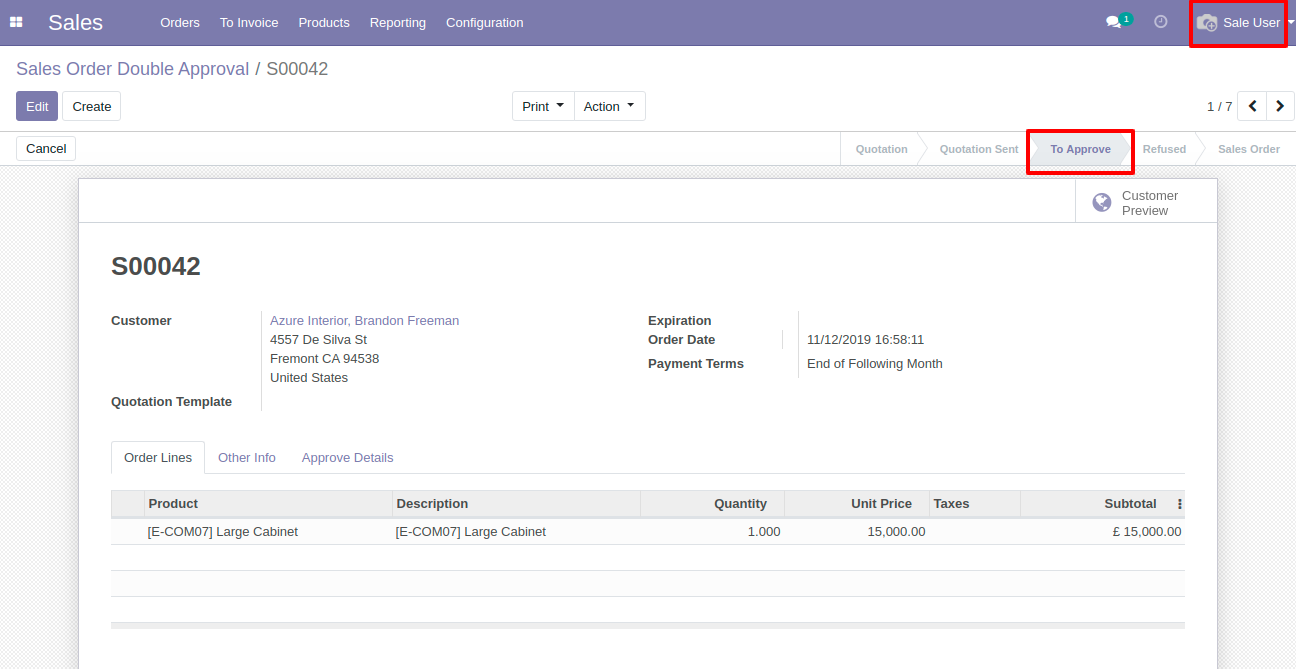 Sales Orders To Invoice Products Reporting Configuration 1 Sale User
Sales Order Double Approval / S00042
Edit Create Print Action 1 / 7
Cancel Quotation Quotation Sent To Approve Refused Sales Order
Customer
Preview
S00042
Customer Azure Interior, Brandon Freeman Expiration
4557 De Silva St Order Date 11/12/2019 16:58:11
Fremont CA 94538 Payment Terms End of Following Month
United States
Quotation Template
Order Lines Other Info Approve Details
Product Description Quantity Unit Price Taxes Subtotal
[E-COM07] Large Cabinet [E-COM07] Large Cabinet 1.000 15,000.00 £ 15,000.00